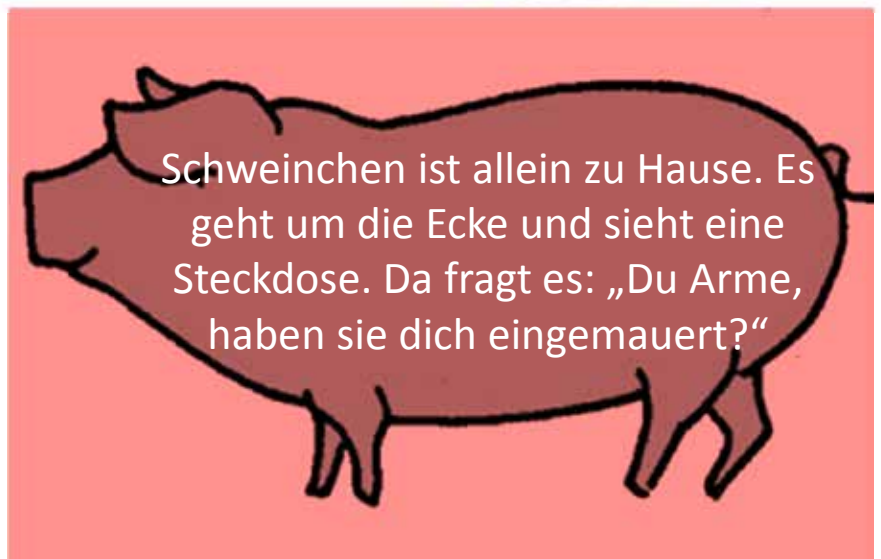 Schweinchen ist allein zu Hause. Es
geht um die Ecke und sieht eine
Steckdose. Da fragt es: „Du Arme,
haben sie dich eingemauert?“